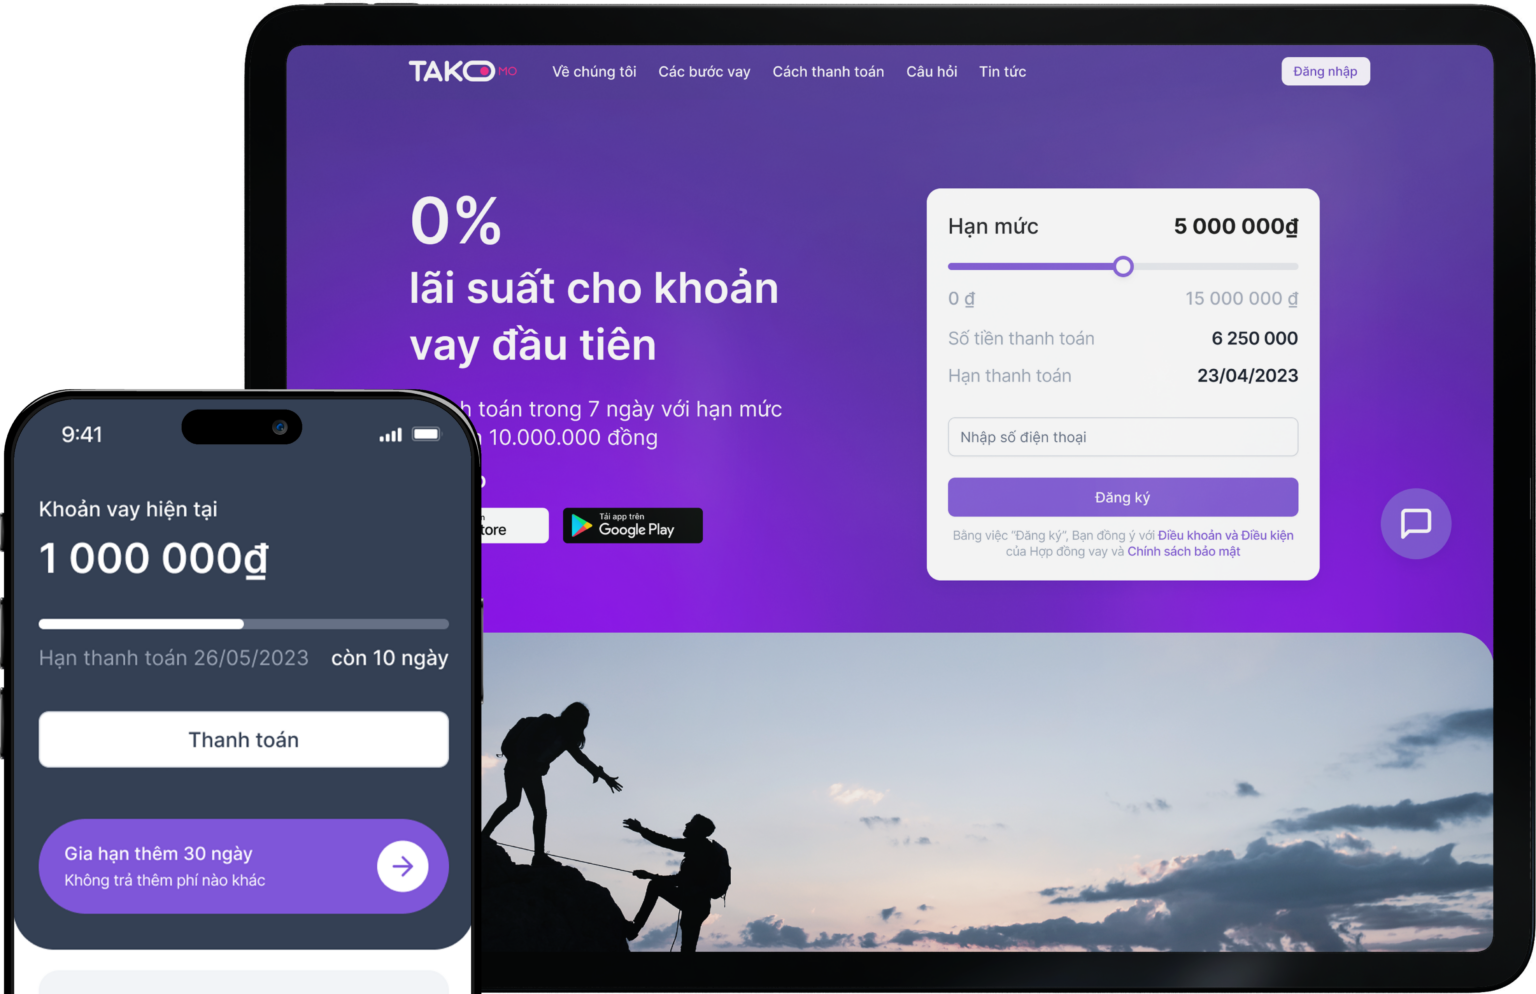 TAKO MO
Về chúng tôi
Các bước vay
Cách thanh toán
Câu hỏi
Tin tức
Đăng nhập
0%
lãi suất cho khoản
vay đầu tiên
toán trong 7 ngày với hạn mức
10.000.000 đồng
Tải app trên
Google Play
Hạn mức
5 000 000₫
0 ₫
15 000 000 ₫
Số tiền thanh toán
6 250 000
Hạn thanh toán
23/04/2023
Nhập số điện thoại
Đăng ký
Bằng việc “Đăng ký”, Bạn đồng ý với Điều khoản và Điều kiện
của Hợp đồng vay và Chính sách bảo mật
9:41
Khoản vay hiện tại
1 000 000₫
Hạn thanh toán 26/05/2023
còn 10 ngày
Thanh toán
Gia hạn thêm 30 ngày
Không trả thêm phí nào khác